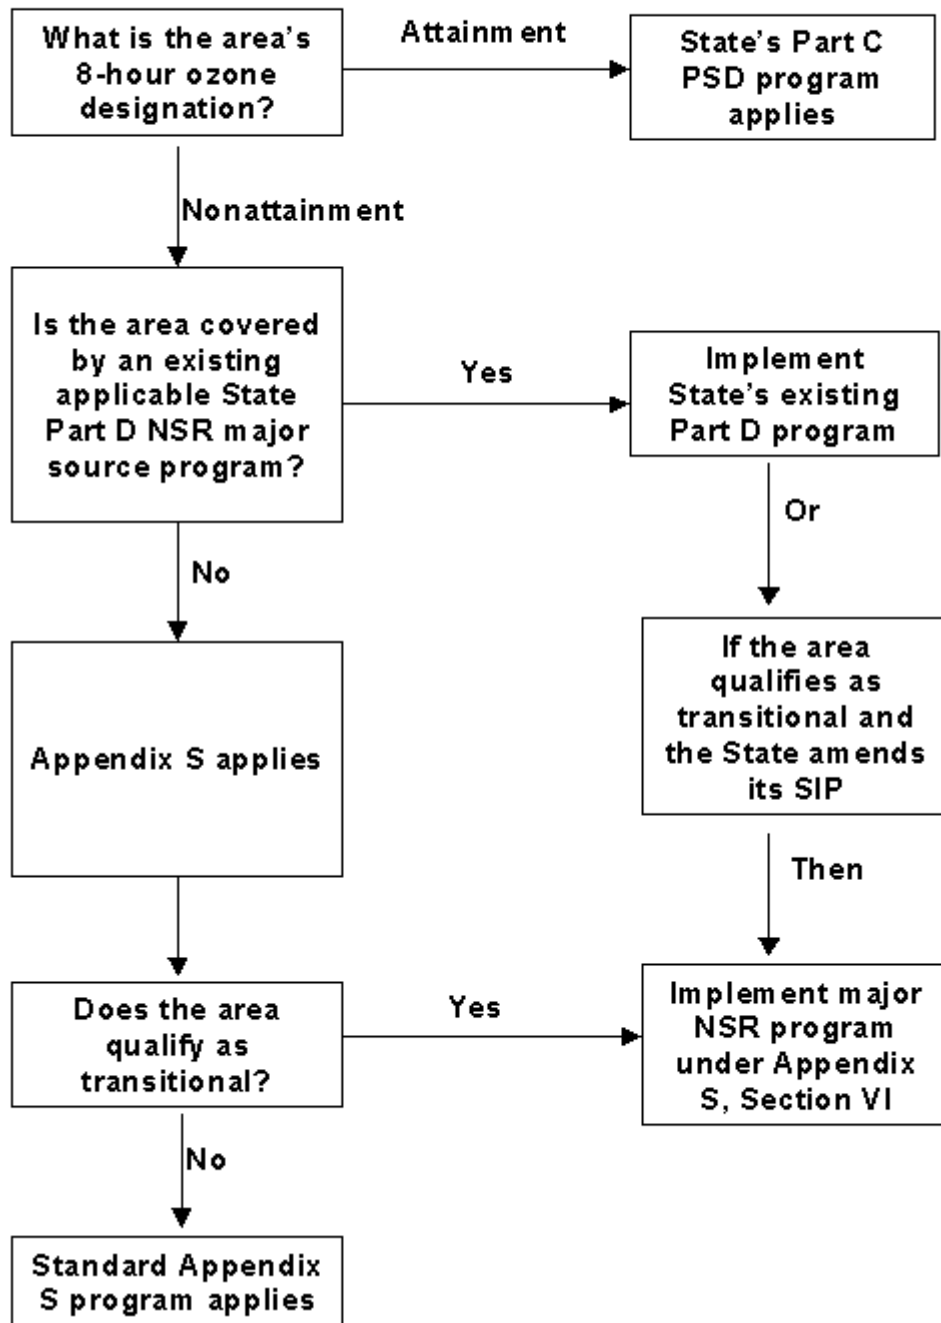 What is the area's
8-hour ozone
designation?
Attainment
State's Part C
PSD program
applies
Nonattainment
Is the area covered
by an existing
applicable State
Part D NSR major
source program?
Yes
Implement
State's existing
Part D program
No
Or
Appendix S applies
If the area
qualifies as
transitional and
the State amends
its SIP
Then
Does the area
qualify as
transitional?
Yes
Implement major
NSR program
under Appendix
S, Section VI
No
Standard Appendix
S program applies